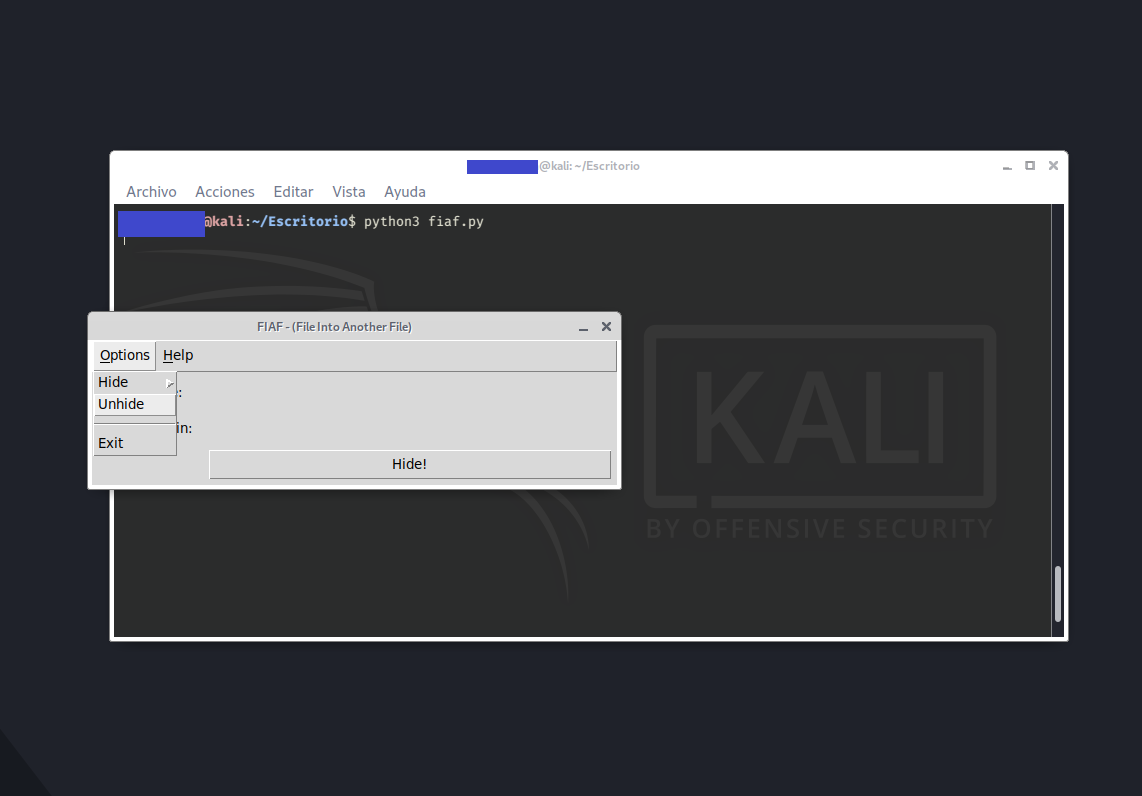 @kali: ~/Escritorio
Archivo Acciones Editar Vista Ayuda
@kali:~/Escritorio$ python3 fiaf.py
FIAF - (File Into Another File)
Options Help
Hide
:
Unhide
in:
Exit
Hide!
KALI
BY OFFENSIVE SECURITY